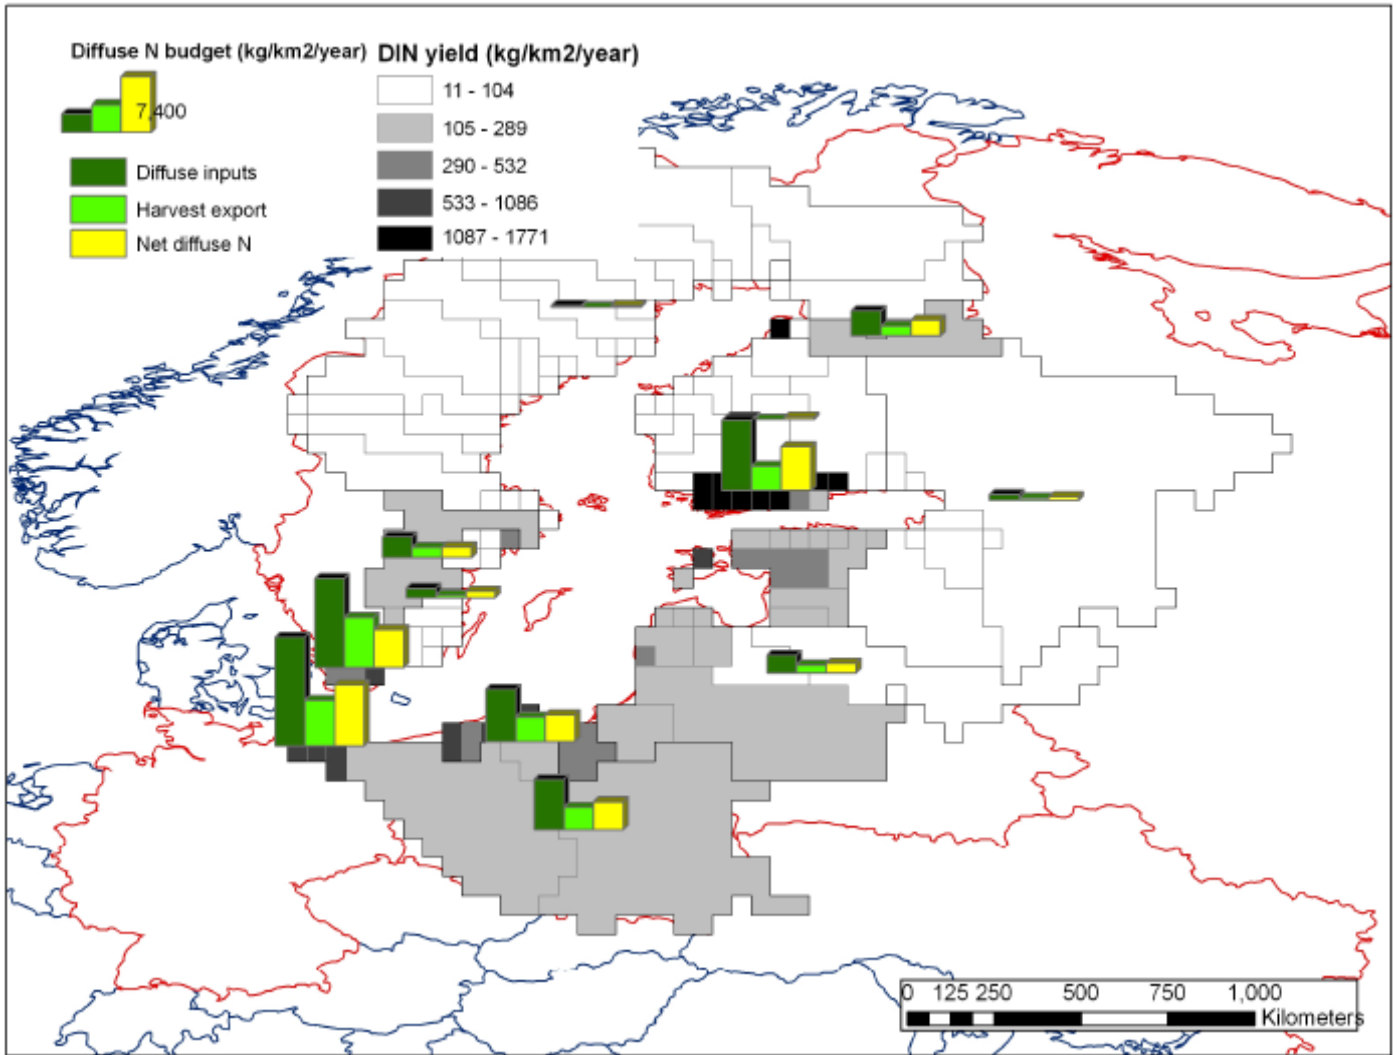 Diffuse N budget (kg/km2/year)
7,400
Diffuse inputs
Harvest export
Net diffuse N
DIN yield (kg/km2/year)
11 - 104
105 - 289
290 - 532
533 - 1086
1087 - 1771
0 125 250 500 750 1,000
Kilometers